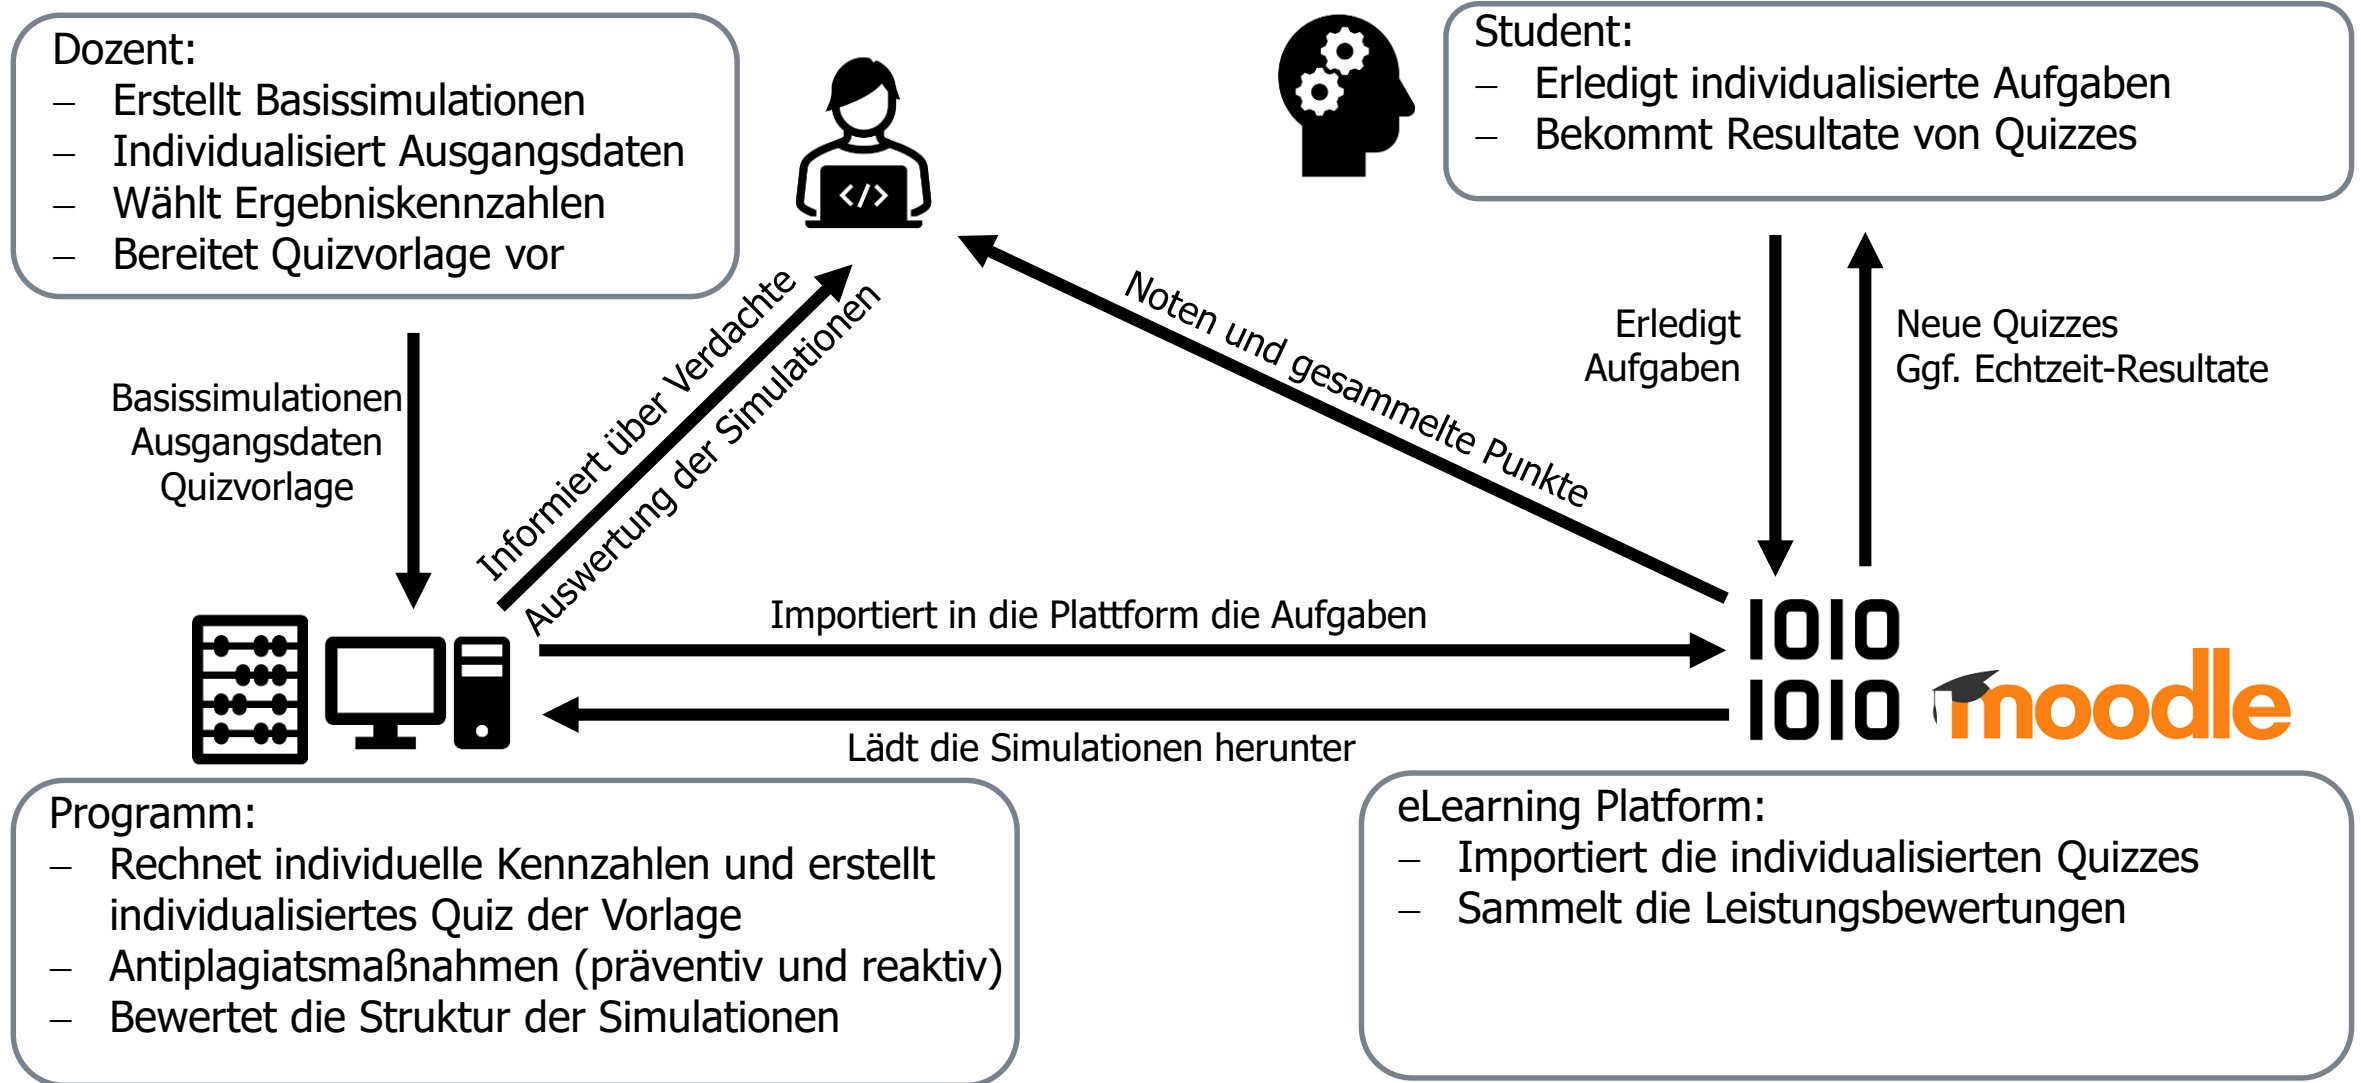 Dozent:
– Erstellt Basissimulationen
– Individualisiert Ausgangsdaten
– Wählt Ergebniskennzahlen
– Bereitet Quizvorlage vor
</>
Student:
– Erledigt individualisierte Aufgaben
– Bekommt Resultate von Quizzes
Basissimulationen
Ausgangsdaten
Quizvorlage
Informiert über Verdachte
Auswertung der Simulationen
Noten und gesammelte Punkte
Erledigt
Aufgaben
Neue Quizzes
Ggf. Echtzeit-Resultate
Importiert in die Plattform die Aufgaben
Lädt die Simulationen herunter
1010
1010
moodle
Programm:
– Rechnet individuelle Kennzahlen und erstellt
individualisiertes Quiz der Vorlage
– Antiplagiatsmaßnahmen (präventiv und reaktiv)
– Bewertet die Struktur der Simulationen
eLearning Platform:
– Importiert die individualisierten Quizzes
– Sammelt die Leistungsbewertungen